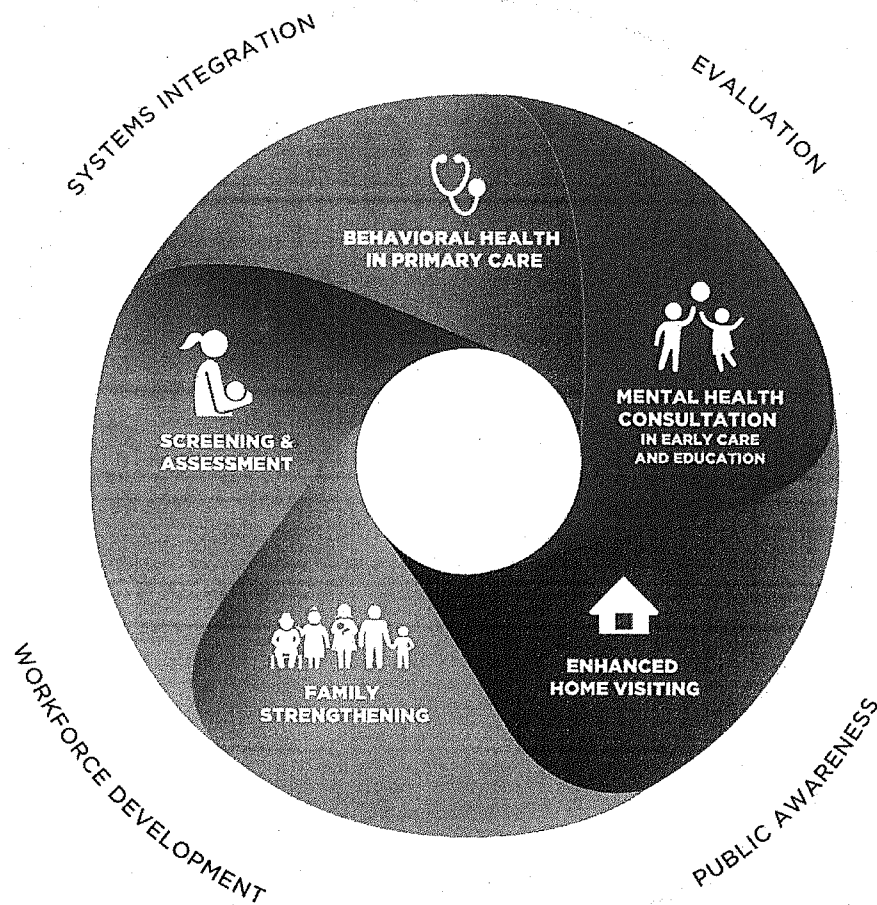 SYSTEMS INTEGRATION
EVALUATION
BEHAVIORAL HEALTH
IN PRIMARY CARE
MENTAL HEALTH
CONSULTATION
IN EARLY CARE
AND EDUCATION
SCREENING &
ASSESSMENT
ENHANCED
HOME VISITING
FAMILY
STRENGTHENING
WORKFORCE DEVELOPMENT
PUBLIC AWARENESS